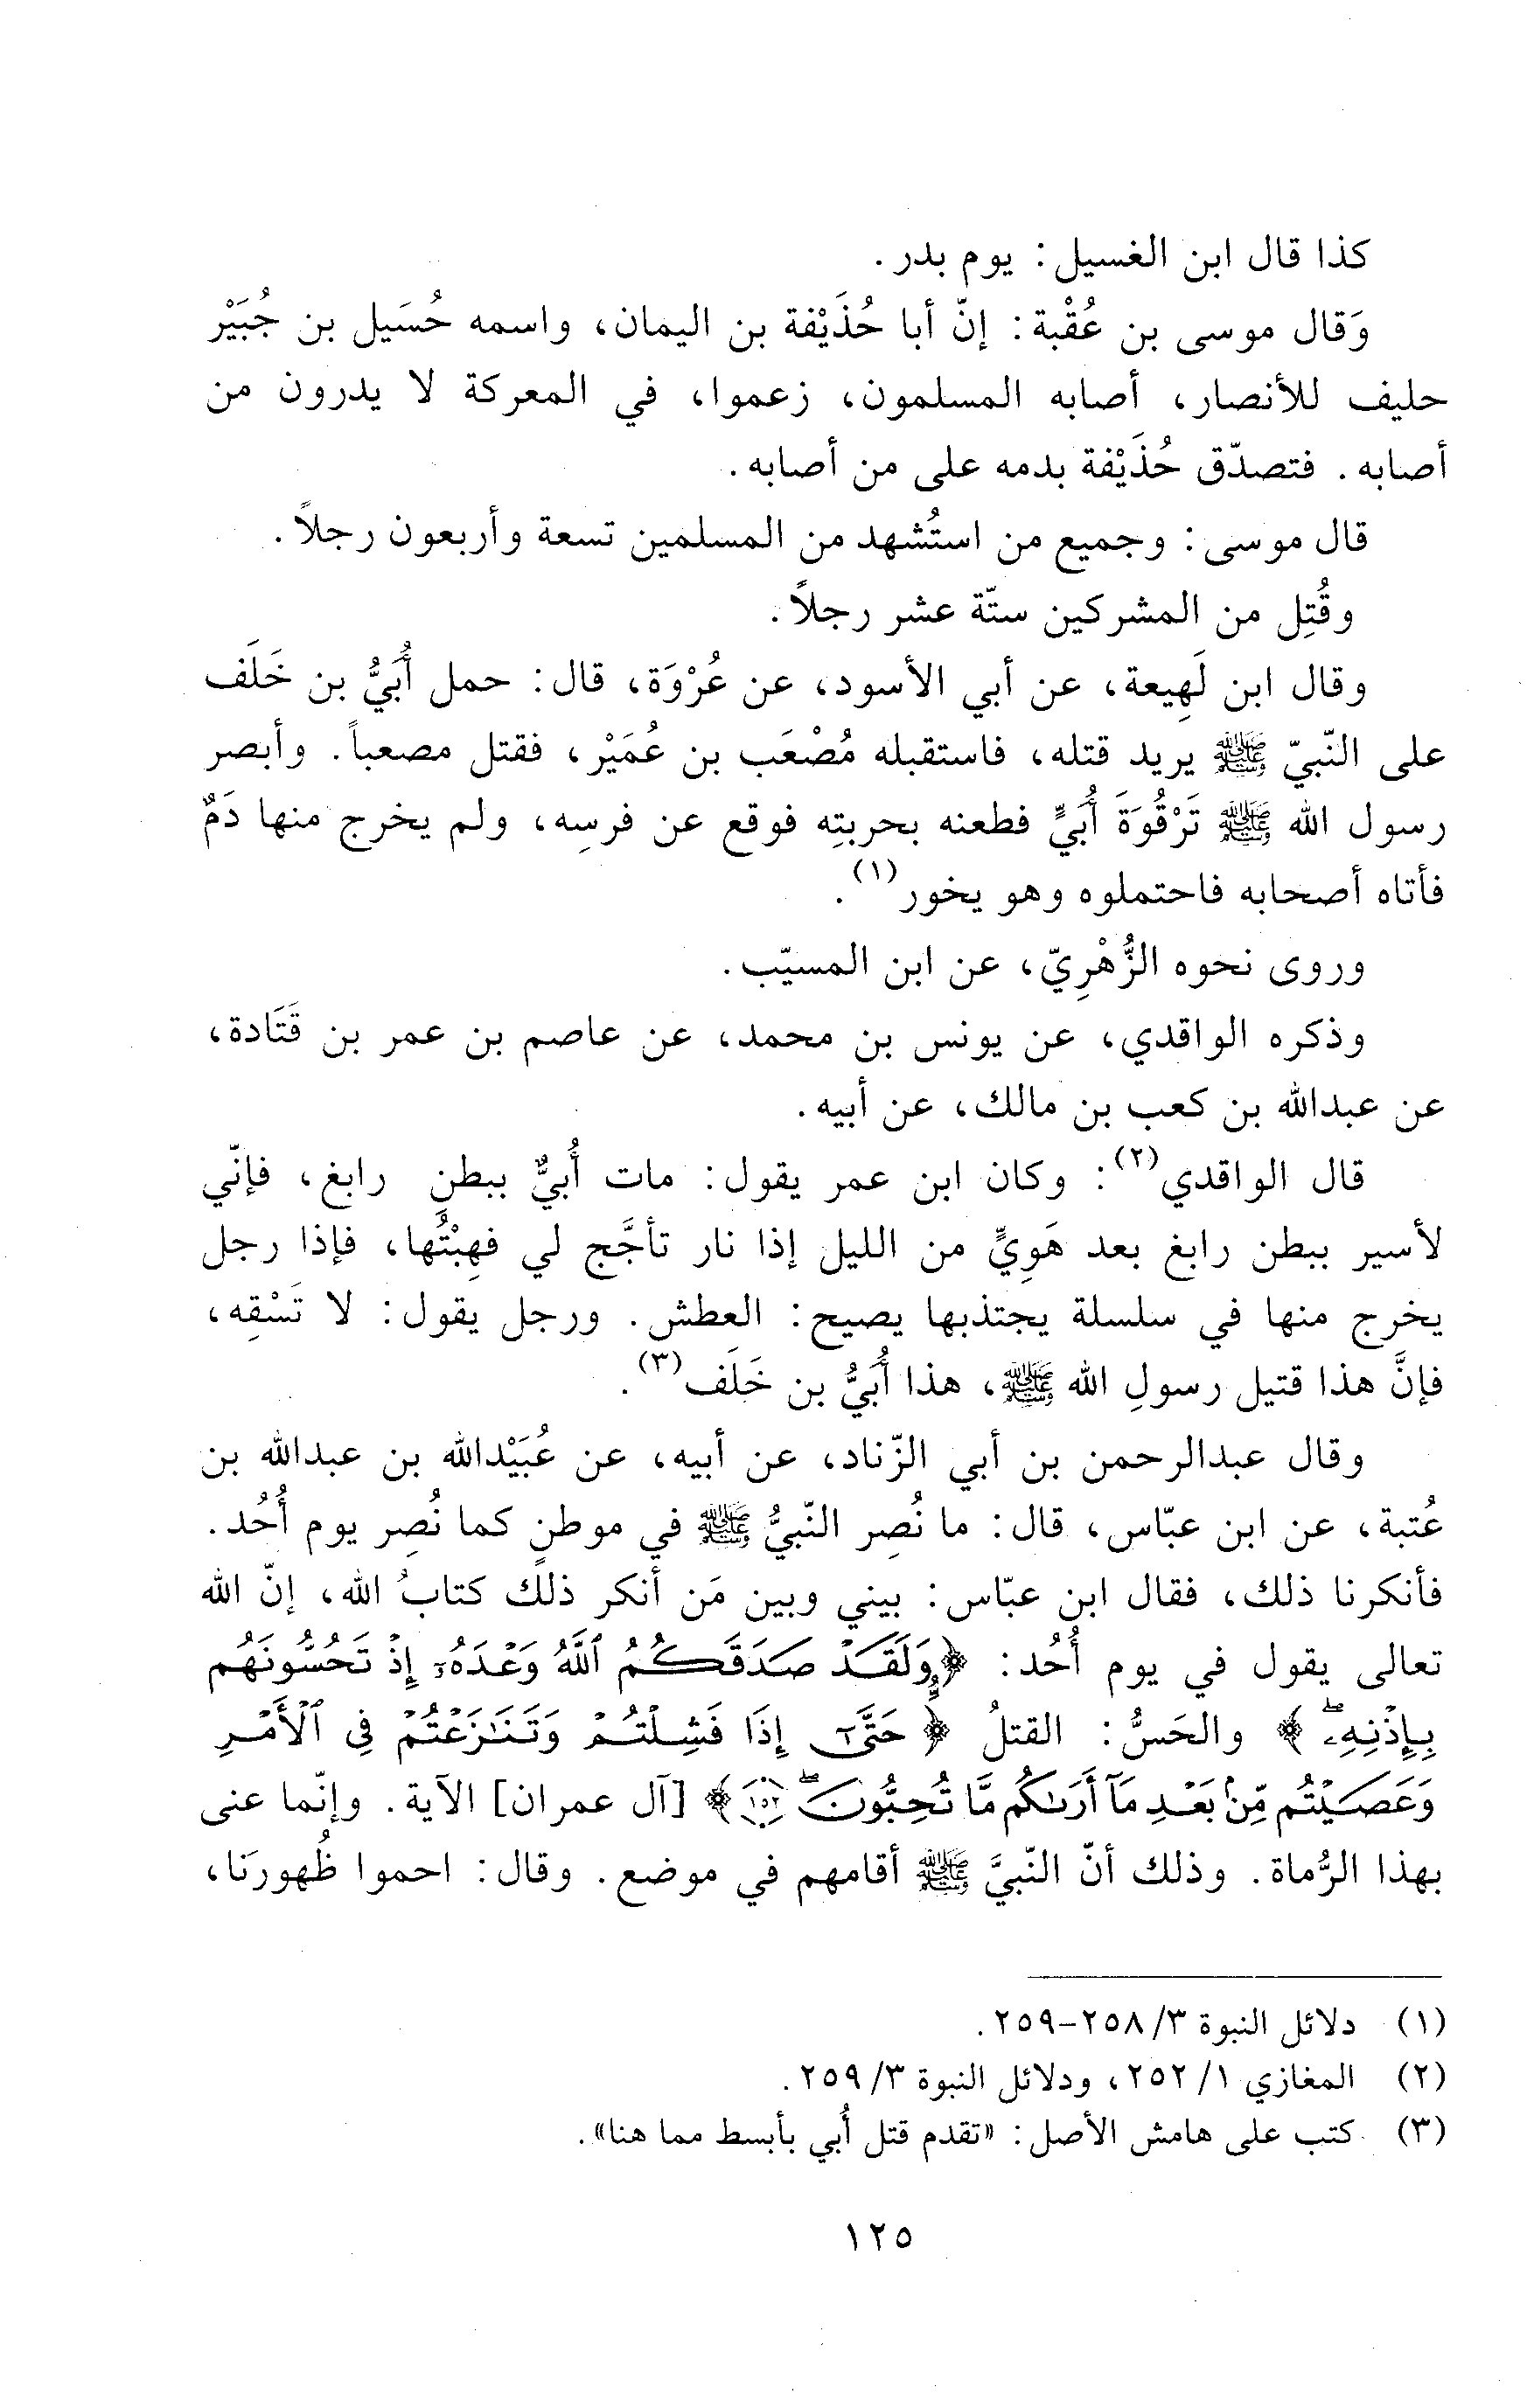 كذا قال ابن الغسيل: يوم بدر.
وَقال موسى بن عُقْبة: إنّ أبا حُذَيْفة بن اليمان، واسمه حُسَيل بن جُبَيْر
حليف للأنصار، أصابه المسلمون، زعموا، في المعركة لا يدرون من
أصابه. فتصدّق حُذَيْفة بدمه على من أصابه.
قال موسى: وجميع من استُشهد من المسلمين تسعة وأربعون رجلاً.
وقُتِل من المشركين ستّة عشر رجلاً.
وقال ابن لَهِيعة، عن أبي الأسود، عن عُرْوَة، قال: حمل أُبَيُّ بن خَلَف
على النّبيّ ﷺ يريد قتله، فاستقبله مُصْعَب بن عُمَيْر، فقتل مصعباً. وأبصر
رسول الله ﷺ تَرْقُوَةَ أُبَيٍّ فطعنه بحربتِه فوقع عن فرسِه، ولم يخرج منها دَمٌ
فأتاه أصحابه فاحتملوه وهو يخور(١).
وروى نحوه الزُّهْرِيّ، عن ابن المسيّب.
وذكره الواقدي، عن يونس بن محمد، عن عاصم بن عمر بن قَتَادة،
عن عبدالله بن كعب بن مالك، عن أبيه.
قال الواقدي(٢): وكان ابن عمر يقول: مات أُبيٌّ ببطنِ رابغ، فإنّي
لأسير ببطن رابغ بعد هَوِيٍّ من الليل إذا نار تأجَّج لي فهِبْتُها، فإذا رجل
يخرج منها في سلسلة يجتذبها يصيح: العطش. ورجل يقول: لا تَسْقِه،
فإنَّ هذا قتيل رسولِ الله ﷺ، هذا أُبَيُّ بن خَلَف(٣).
وقال عبدالرحمن بن أبي الزّناد، عن أبيه، عن عُبَيْدالله بن عبدالله بن
عُتبة، عن ابن عبّاس، قال: ما نُصِر النّبيُّ ﷺ في موطنٍ كما نُصِر يوم أُحُد.
فأنكرنا ذلك، فقال ابن عبّاس: بيني وبين مَن أنكر ذلك كتابُ الله، إنّ الله
تعالى يقول في يوم أُحُد: ﴿وَلَقَدْ صَدَقَكُمُ ٱللَّهُ وَعْدَهُۥٓ إِذْ تَحُسُّونَهُم
بِإِذْنِهِۦۖ﴾ والحَسُّ: القتلُ ﴿حَتَّىٰٓ إِذَا فَشِلْتُمْ وَتَنَٰزَعْتُمْ فِى ٱلْأَمْرِ
وَعَصَيْتُم مِّنۢ بَعْدِ مَآ أَرَىٰكُم مَّا تُحِبُّونَۖ ١٥٢﴾ [آل عمران] الآية. وإنّما عنى
بهذا الرُّماة. وذلك أنّ النّبيَّ ﷺ أقامهم في موضع. وقال: احموا ظُهورَنا،
(١) دلائل النبوة ٣/ ٢٥٨-٢٥٩.
(٢) المغازي ١/ ٢٥٢، ودلائل النبوة ٣/ ٢٥٩.
(٣) كتب على هامش الأصل: «تقدم قتل أُبي بأبسط مما هنا».
١٢٥